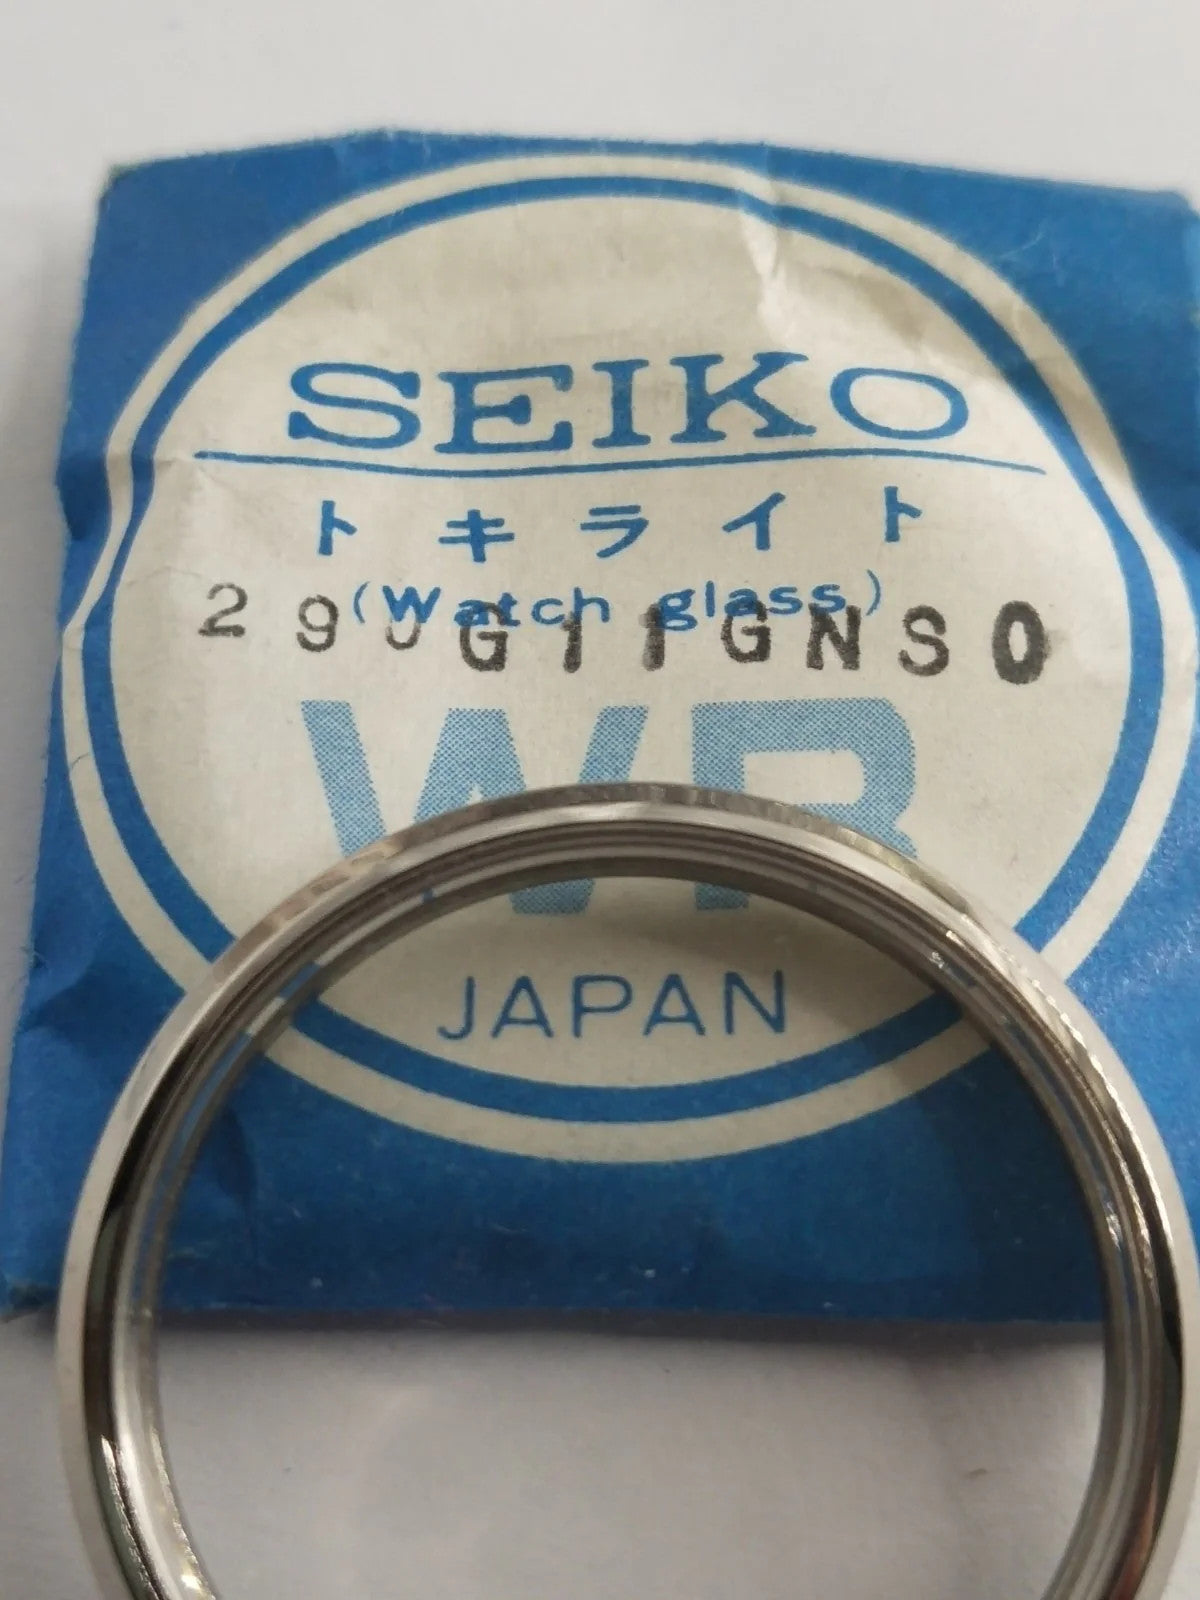 SEIKO
トキライト
(Watch glass)
290G11GNS0
WR
JAPAN